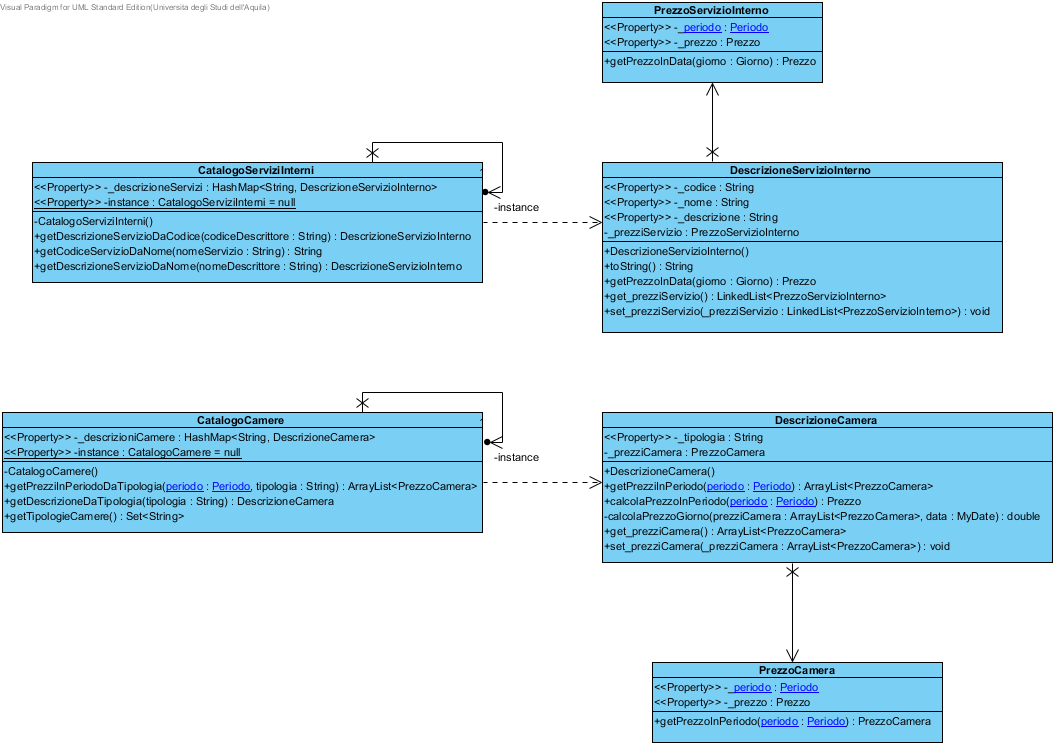 Visual Paradigm for UML Standard Edition(Universita degli Studi dell'Aquila)
PrezzoServizioInterno
<<Property>> -_periodo : Periodo
<<Property>> -_prezzo : Prezzo
+getPrezzoInData(giorno : Giorno) : Prezzo
CatalogoServiziInterni
<<Property>> -_descrizioneServizi : HashMap<String, DescrizioneServizioInterno>
<<Property>> -instance : CatalogoServiziInterni = null
-CatalogoServiziInterni()
+getDescrizioneServizioDaCodice(codiceDescrittore : String) : DescrizioneServizioInterno
+getCodiceServizioDaNome(nomeServizio : String) : String
+getDescrizioneServizioDaNome(nomeDescrittore : String) : DescrizioneServizioInterno
-instance
DescrizioneServizioInterno
<<Property>> -_codice : String
<<Property>> -_nome : String
<<Property>> -_descrizione : String
-_prezziServizio : PrezzoServizioInterno
+DescrizioneServizioInterno()
+toString() : String
+getPrezzoInData(giorno : Giorno) : Prezzo
+get_prezziServizio() : LinkedList<PrezzoServizioInterno>
+set_prezziServizio(_prezziServizio : LinkedList<PrezzoServizioInterno>) : void
CatalogoCamere
<<Property>> -_descrizioniCamere : HashMap<String, DescrizioneCamera>
<<Property>> -instance : CatalogoCamere = null
-CatalogoCamere()
+getPrezziInPeriodoDaTipologia(periodo : Periodo, tipologia : String) : ArrayList<PrezzoCamera>
+getDescrizioneDaTipologia(tipologia : String) : DescrizioneCamera
+getTipologieCamere() : Set<String>
-instance
DescrizioneCamera
<<Property>> -_tipologia : String
-_prezziCamera : PrezzoCamera
+DescrizioneCamera()
+getPrezziInPeriodo(periodo : Periodo) : ArrayList<PrezzoCamera>
+calcolaPrezzoInPeriodo(periodo : Periodo) : Prezzo
-calcolaPrezzoGiorno(prezziCamera : ArrayList<PrezzoCamera>, data : MyDate) : double
+get_prezziCamera() : ArrayList<PrezzoCamera>
+set_prezziCamera(_prezziCamera : ArrayList<PrezzoCamera>) : void
PrezzoCamera
<<Property>> -_periodo : Periodo
<<Property>> -_prezzo : Prezzo
+getPrezzoInPeriodo(periodo : Periodo) : PrezzoCamera